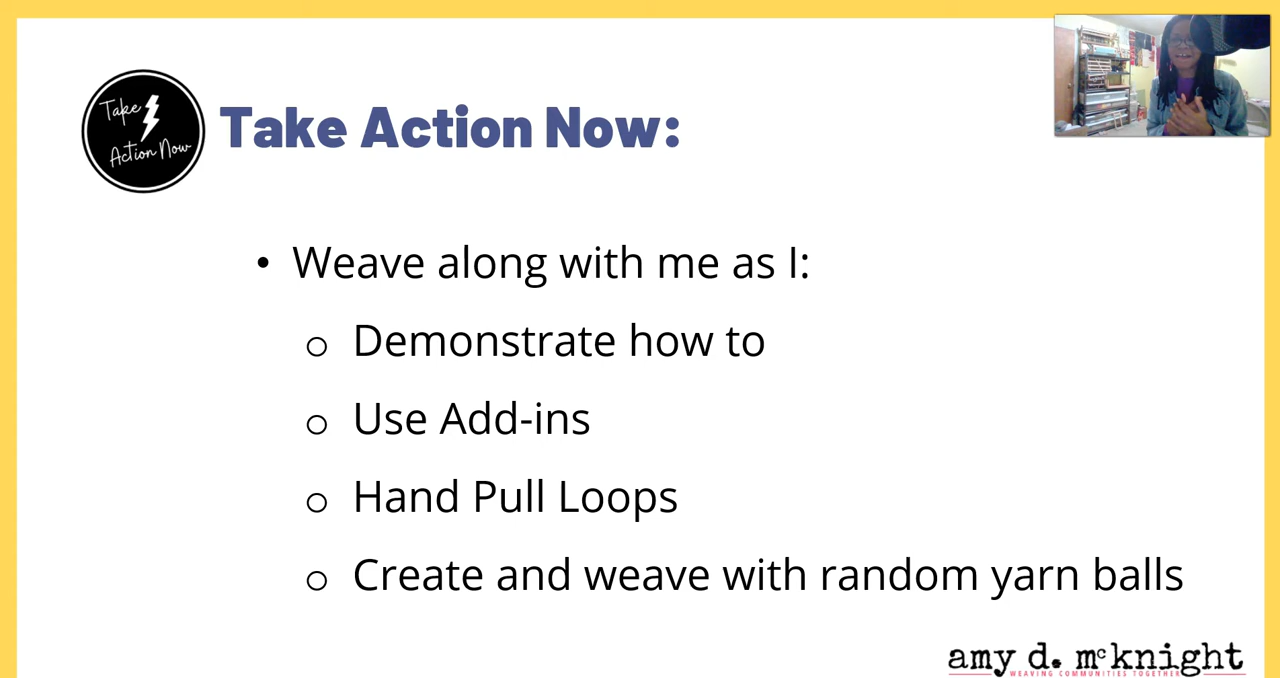 Take
Action Now
Take Action Now:
• Weave along with me as I:
o Demonstrate how to
o Use Add-ins
o Hand Pull Loops
o Create and weave with random yarn balls
amy d. mcknight
WEAVING COMMUNITIES TOGETHER